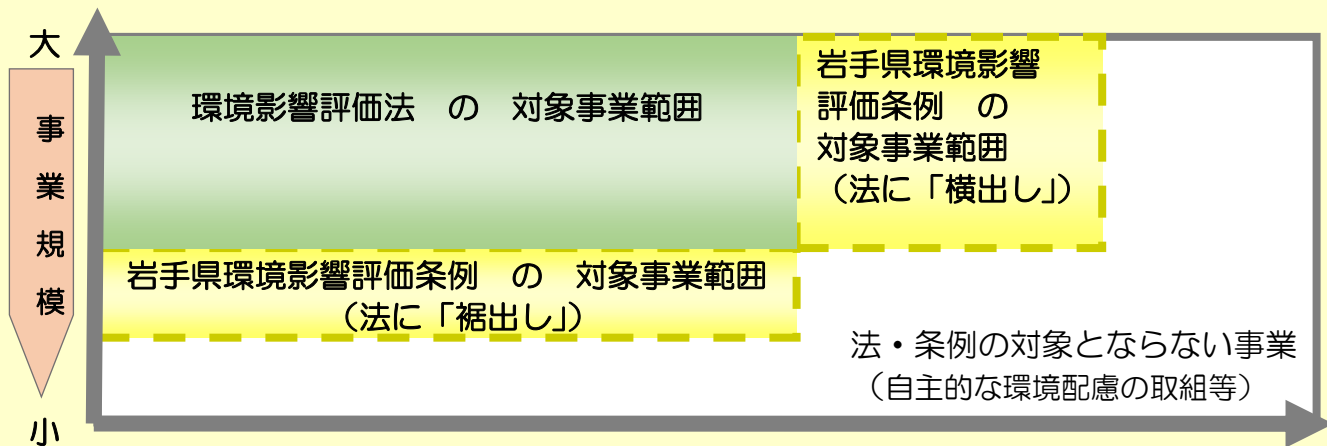 大
事業規模
小
環境影響評価法　の　対象事業範囲
岩手県環境影響
評価条例　の
対象事業範囲
（法に「横出し」）
岩手県環境影響評価条例　の　対象事業範囲
（法に「裾出し」）
法・条例の対象とならない事業
（自主的な環境配慮の取組等）